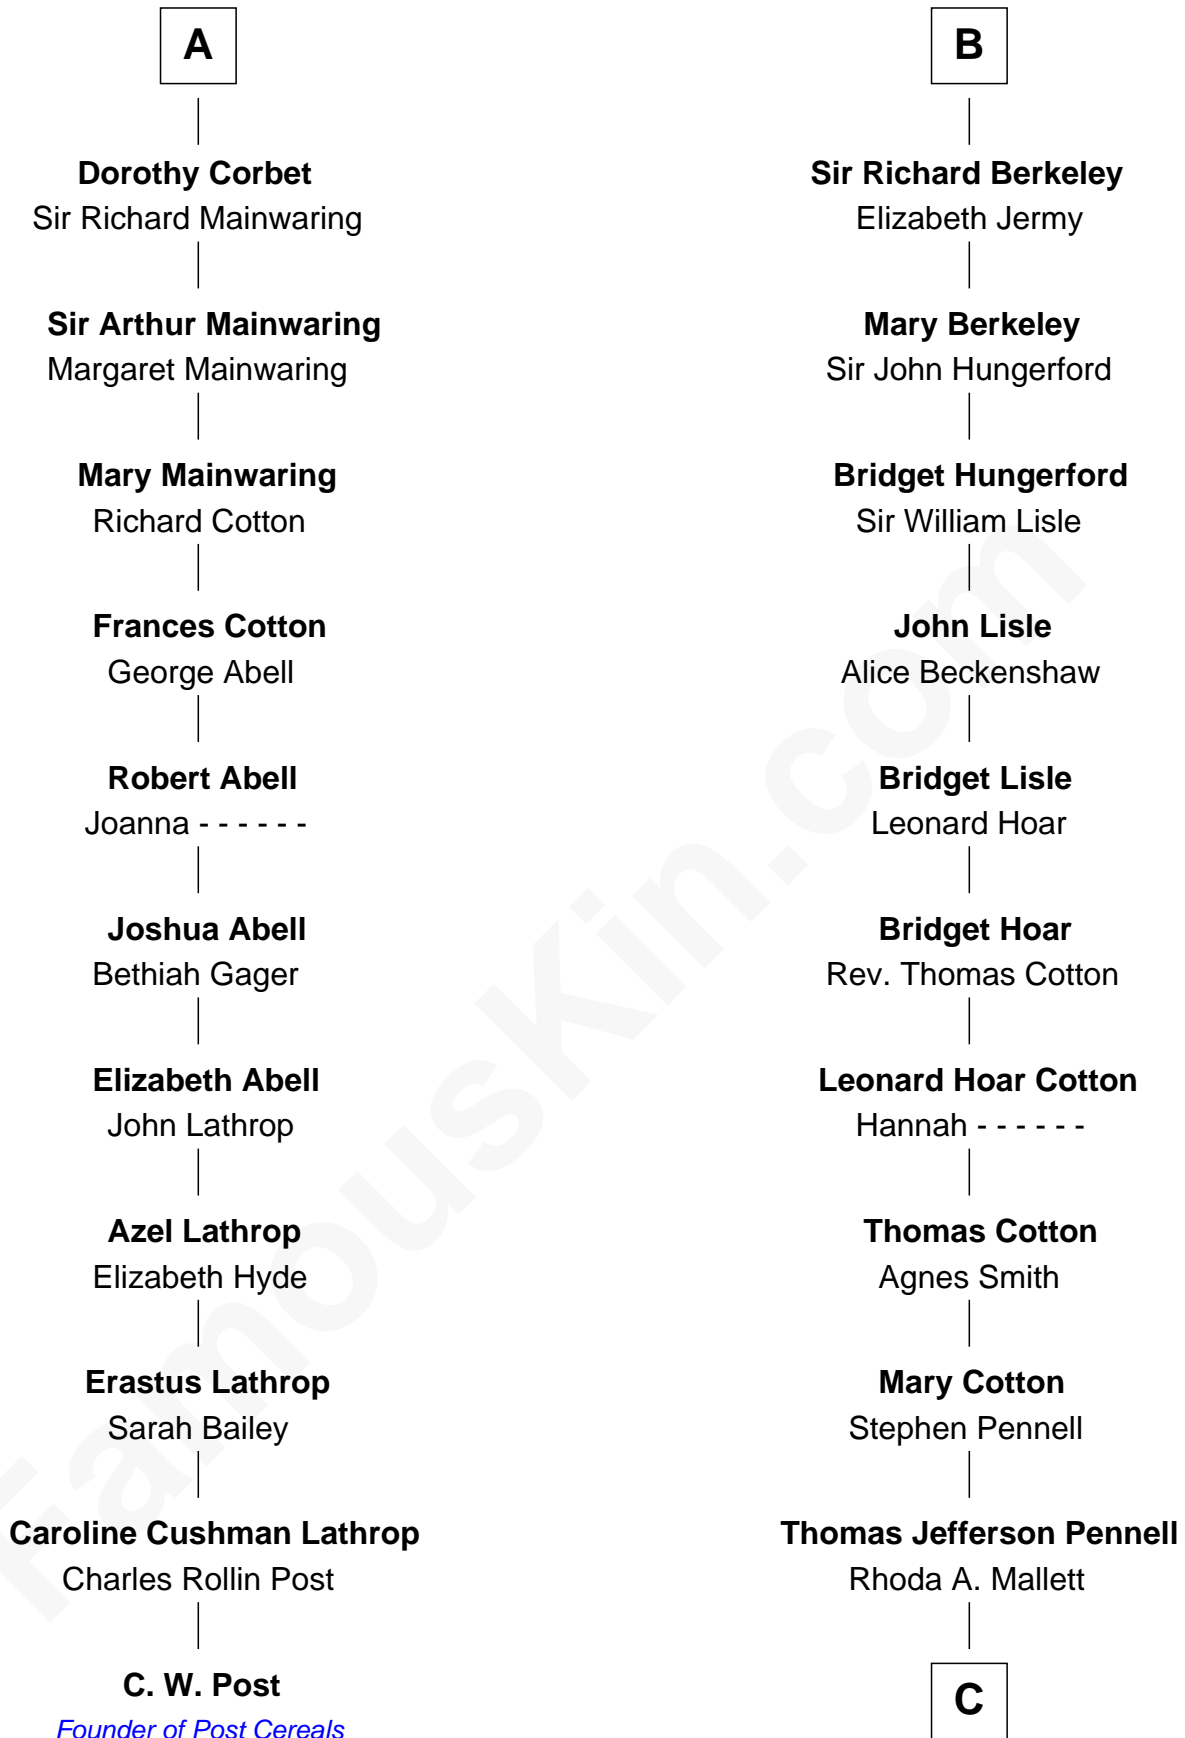 A
Dorothy Corbet
Sir Richard Mainwaring
Sir Arthur Mainwaring
Margaret Mainwaring
Mary Mainwaring
Richard Cotton
Frances Cotton
George Abell
Robert Abell
Joanna - - - - - -
Joshua Abell
Bethiah Gager
Elizabeth Abell
John Lathrop
Azel Lathrop
Elizabeth Hyde
Erastus Lathrop
Sarah Bailey
Caroline Cushman Lathrop
Charles Rollin Post
C. W. Post
Founder of Post Cereals
B
Sir Richard Berkeley
Elizabeth Jermy
Mary Berkeley
Sir John Hungerford
Bridget Hungerford
Sir William Lisle
John Lisle
Alice Beckenshaw
Bridget Lisle
Leonard Hoar
Bridget Hoar
Rev. Thomas Cotton
Leonard Hoar Cotton
Hannah - - - - - -
Thomas Cotton
Agnes Smith
Mary Cotton
Stephen Pennell
Thomas Jefferson Pennell
Rhoda A. Mallett
C
FamousKin.com